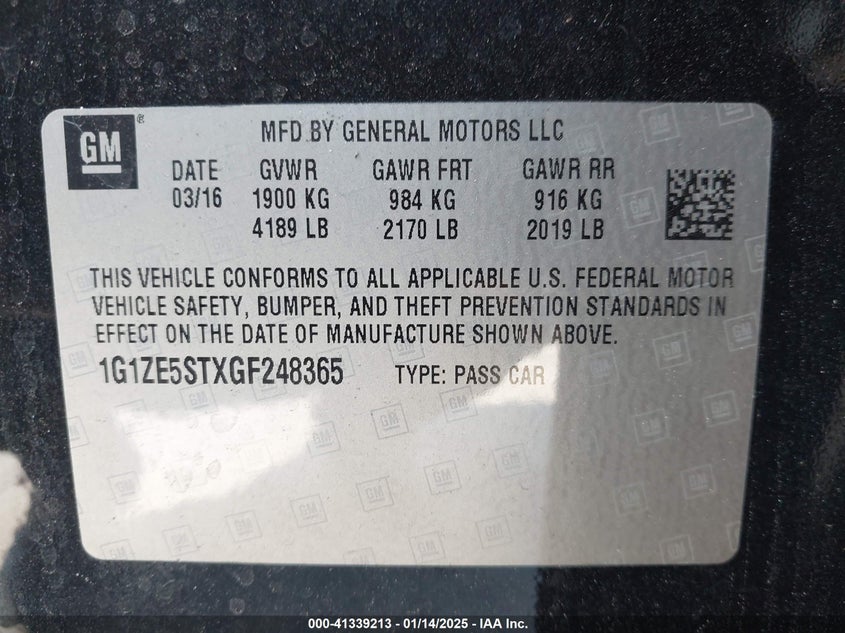 GM
®
MFD BY GENERAL MOTORS LLC
DATE GVWR GAWR FRT GAWR RR
03/16 1900 KG 984 KG 916 KG
4189 LB 2170 LB 2019 LB
THIS VEHICLE CONFORMS TO ALL APPLICABLE U.S. FEDERAL MOTOR
VEHICLE SAFETY, BUMPER, AND THEFT PREVENTION STANDARDS IN
EFFECT ON THE DATE OF MANUFACTURE SHOWN ABOVE.
1G1ZE5STXGF248365 TYPE: PASS CAR
000-41339213 - 01/14/2025 - IAA Inc.